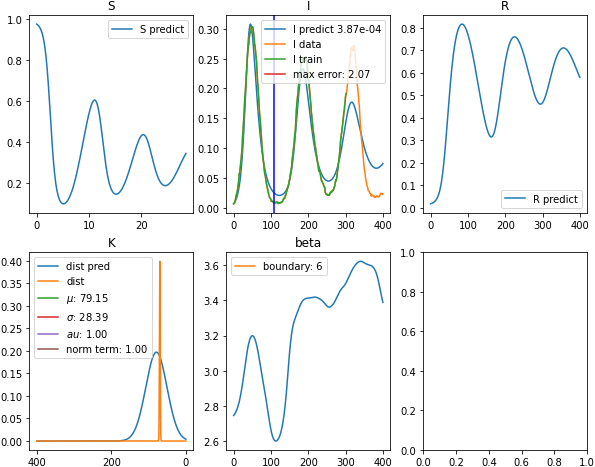 S
I
R
S predict
I predict 3.87e-04
I data
I train
max error: 2.07
R predict
1.0
0.8
0.6
0.4
0.2
0 10 20
0.30
0.25
0.20
0.15
0.10
0.05
0.00
0 100 200 300 400
0.8
0.7
0.6
0.5
0.4
0.3
0.2
0.1
0.0
0 100 200 300 400
K
beta
dist pred
dist
μ: 79.15
σ: 28.39
au: 1.00
norm term: 1.00
boundary: 6
0.40
0.35
0.30
0.25
0.20
0.15
0.10
0.05
0.00
400 200 0
3.6
3.4
3.2
3.0
2.8
2.6
0 100 200 300 400
1.0
0.8
0.6
0.4
0.2
0.0
0.0 0.2 0.4 0.6 0.8 1.0